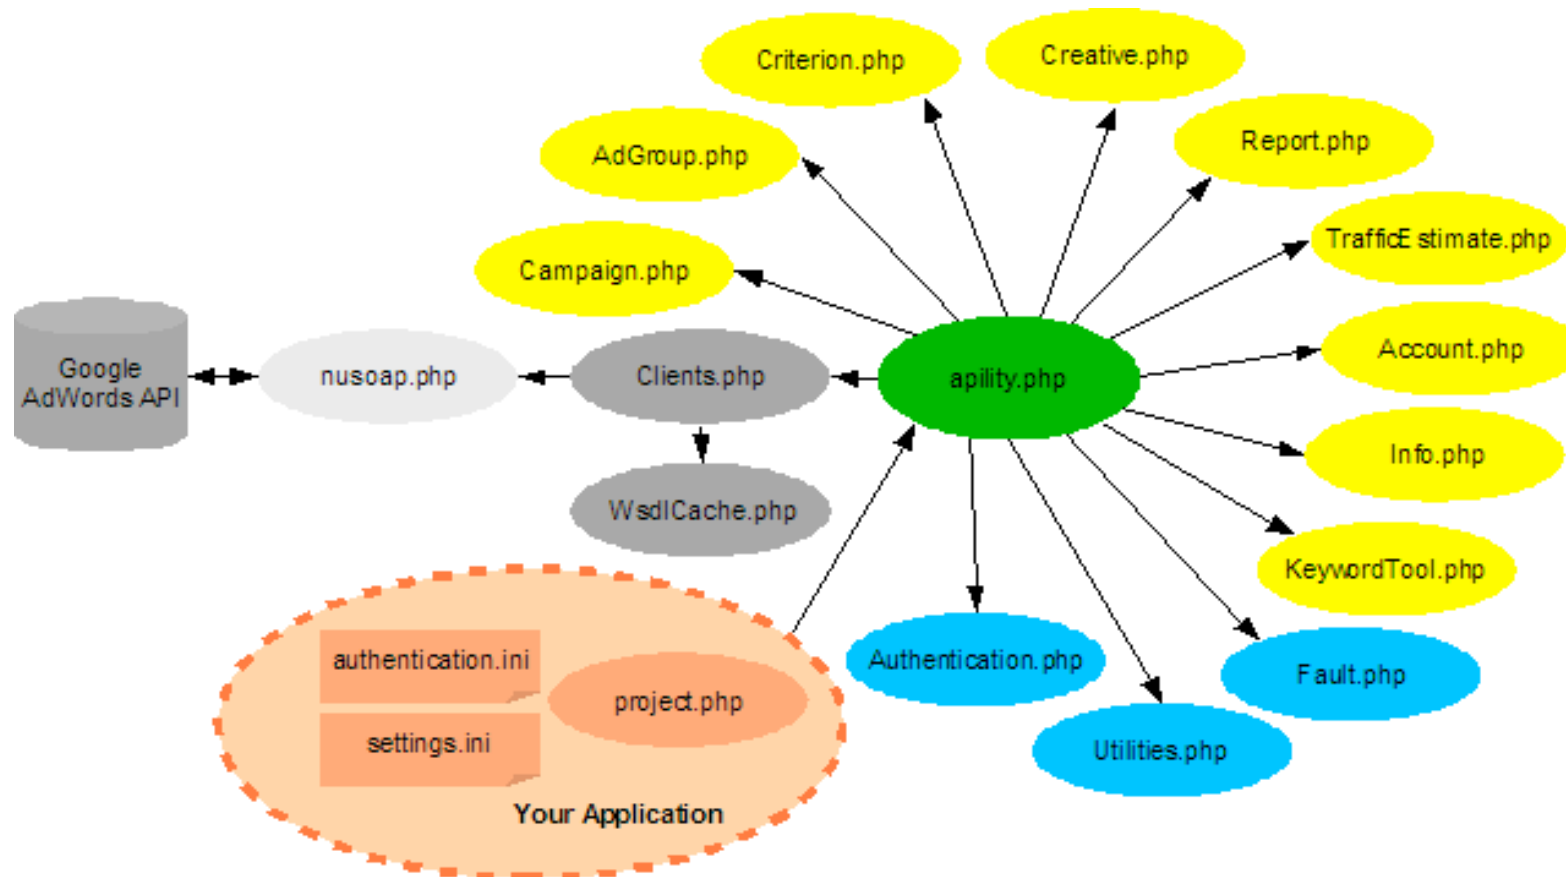 Criterion.php
Creative.php
AdGroup.php
Report.php
Campaign.php
TrafficEstimate.php
Google
AdWords API
nusoap.php
Clients.php
apility.php
Account.php
Info.php
WsdlCache.php
KeywordTool.php
authentication.ini
project.php
settings.ini
Your Application
Authentication.php
Fault.php
Utilities.php